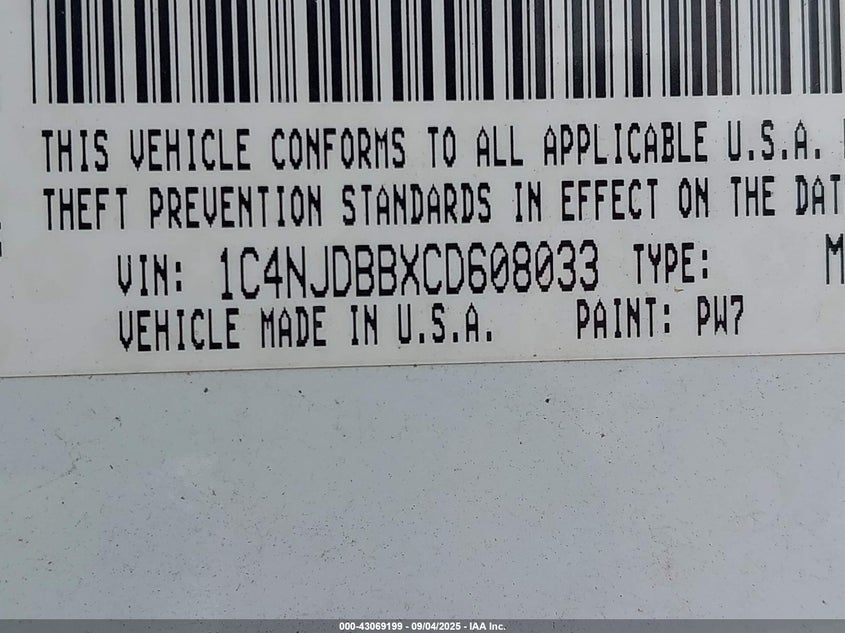 THIS VEHICLE CONFORMS TO ALL APPLICABLE U.S.A.
THEFT PREVENTION STANDARDS IN EFFECT ON THE DAT
VIN: 1C4NJDBBXCD608033 TYPE: M
VEHICLE MADE IN U.S.A. PAINT: PW7
000-43069199 - 09/04/2025 - IAA Inc.